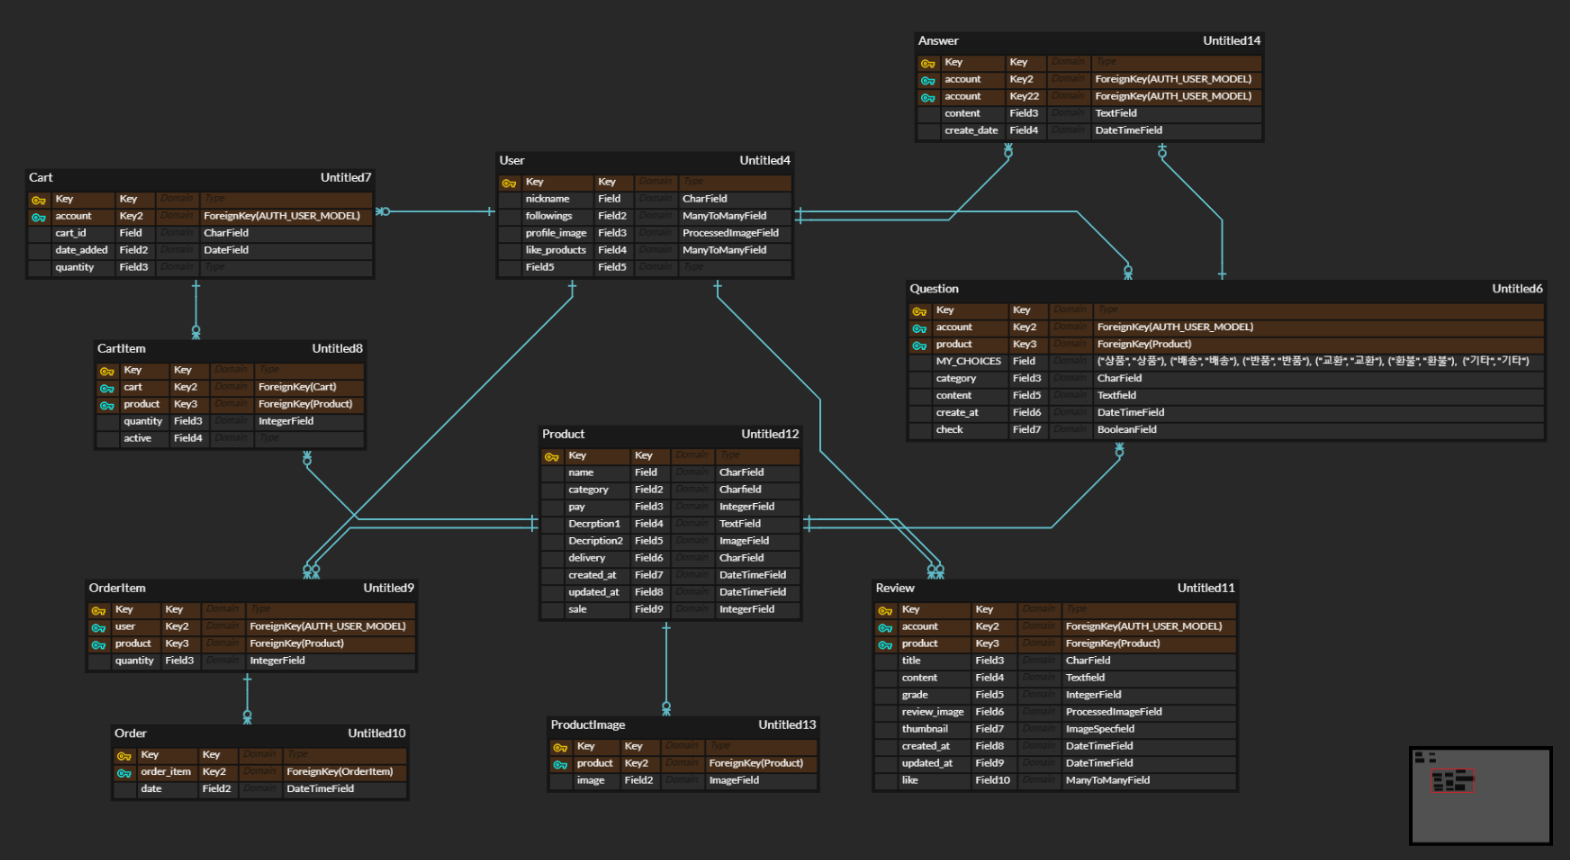 Answer Untitled14
Key Key Domain Type
account Key2 Domain ForeignKey(AUTH_USER_MODEL)
account Key22 Domain ForeignKey(AUTH_USER_MODEL)
content Field3 Domain TextField
create_date Field4 Domain DateTimeField
User Untitled4
Key Key Domain Type
nickname Field Domain CharField
followings Field2 Domain ManyToManyField
profile_image Field3 Domain ProcessedImageField
like_products Field4 Domain ManyToManyField
Field5 Field5 Domain Type
Cart Untitled7
Key Key Domain Type
account Key2 Domain ForeignKey(AUTH_USER_MODEL)
cart_id Field Domain CharField
date_added Field2 Domain DateField
quantity Field3 Domain Type
Question Untitled6
Key Key Domain Type
account Key2 Domain ForeignKey(AUTH_USER_MODEL)
product Key3 Domain ForeignKey(Product)
MY_CHOICES Field Domain ("상품","상품"), ("배송","배송"), ("반품","반품"), ("교환","교환"), ("환불","환불"), ("기타","기타")
category Field3 Domain CharField
content Field5 Domain Textfield
create_at Field6 Domain DateTimeField
check Field7 Domain BooleanField
CartItem Untitled8
Key Key Domain Type
cart Key2 Domain ForeignKey(Cart)
product Key3 Domain ForeignKey(Product)
quantity Field3 Domain IntegerField
active Field4 Domain Type
Product Untitled12
Key Key Domain Type
name Field Domain CharField
category Field2 Domain Charfield
pay Field3 Domain IntegerField
Decrption1 Field4 Domain TextField
Decription2 Field5 Domain ImageField
delivery Field6 Domain CharField
created_at Field7 Domain DateTimeField
updated_at Field8 Domain DateTimeField
sale Field9 Domain IntegerField
OrderItem Untitled9
Key Key Domain Type
user Key2 Domain ForeignKey(AUTH_USER_MODEL)
product Key3 Domain ForeignKey(Product)
quantity Field3 Domain IntegerField
Review Untitled11
Key Key Domain Type
account Key2 Domain ForeignKey(AUTH_USER_MODEL)
product Key3 Domain ForeignKey(Product)
title Field3 Domain CharField
content Field4 Domain Textfield
grade Field5 Domain IntegerField
review_image Field6 Domain ProcessedImageField
thumbnail Field7 Domain ImageSpecfield
created_at Field8 Domain DateTimeField
updated_at Field9 Domain DateTimeField
like Field10 Domain ManyToManyField
Order Untitled10
Key Key Domain Type
order_item Key2 Domain ForeignKey(OrderItem)
date Field2 Domain DateTimeField
ProductImage Untitled13
Key Key Domain Type
product Key2 Domain ForeignKey(Product)
image Field2 Domain ImageField